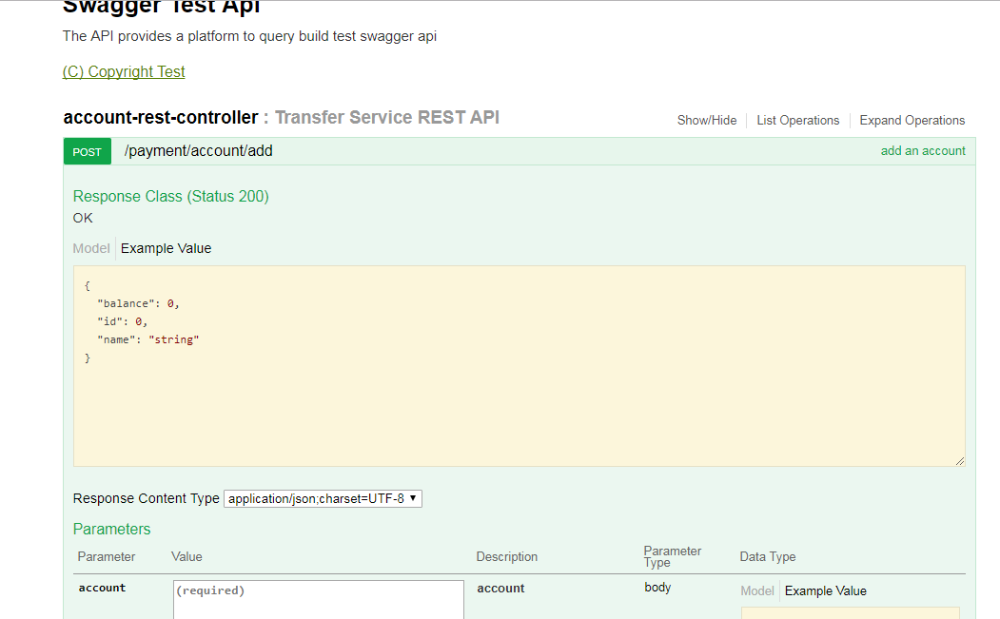 Swagger Test Api
The API provides a platform to query build test swagger api
(C) Copyright Test
account-rest-controller : Transfer Service REST API
Show/Hide List Operations Expand Operations
POST /payment/account/add add an account
Response Class (Status 200)
OK
Model Example Value
{
"balance": 0,
"id": 0,
"name": "string"
}
Response Content Type application/json;charset=UTF-8
Parameters
Parameter Value Description Parameter Type Data Type
account (required) account body Model Example Value